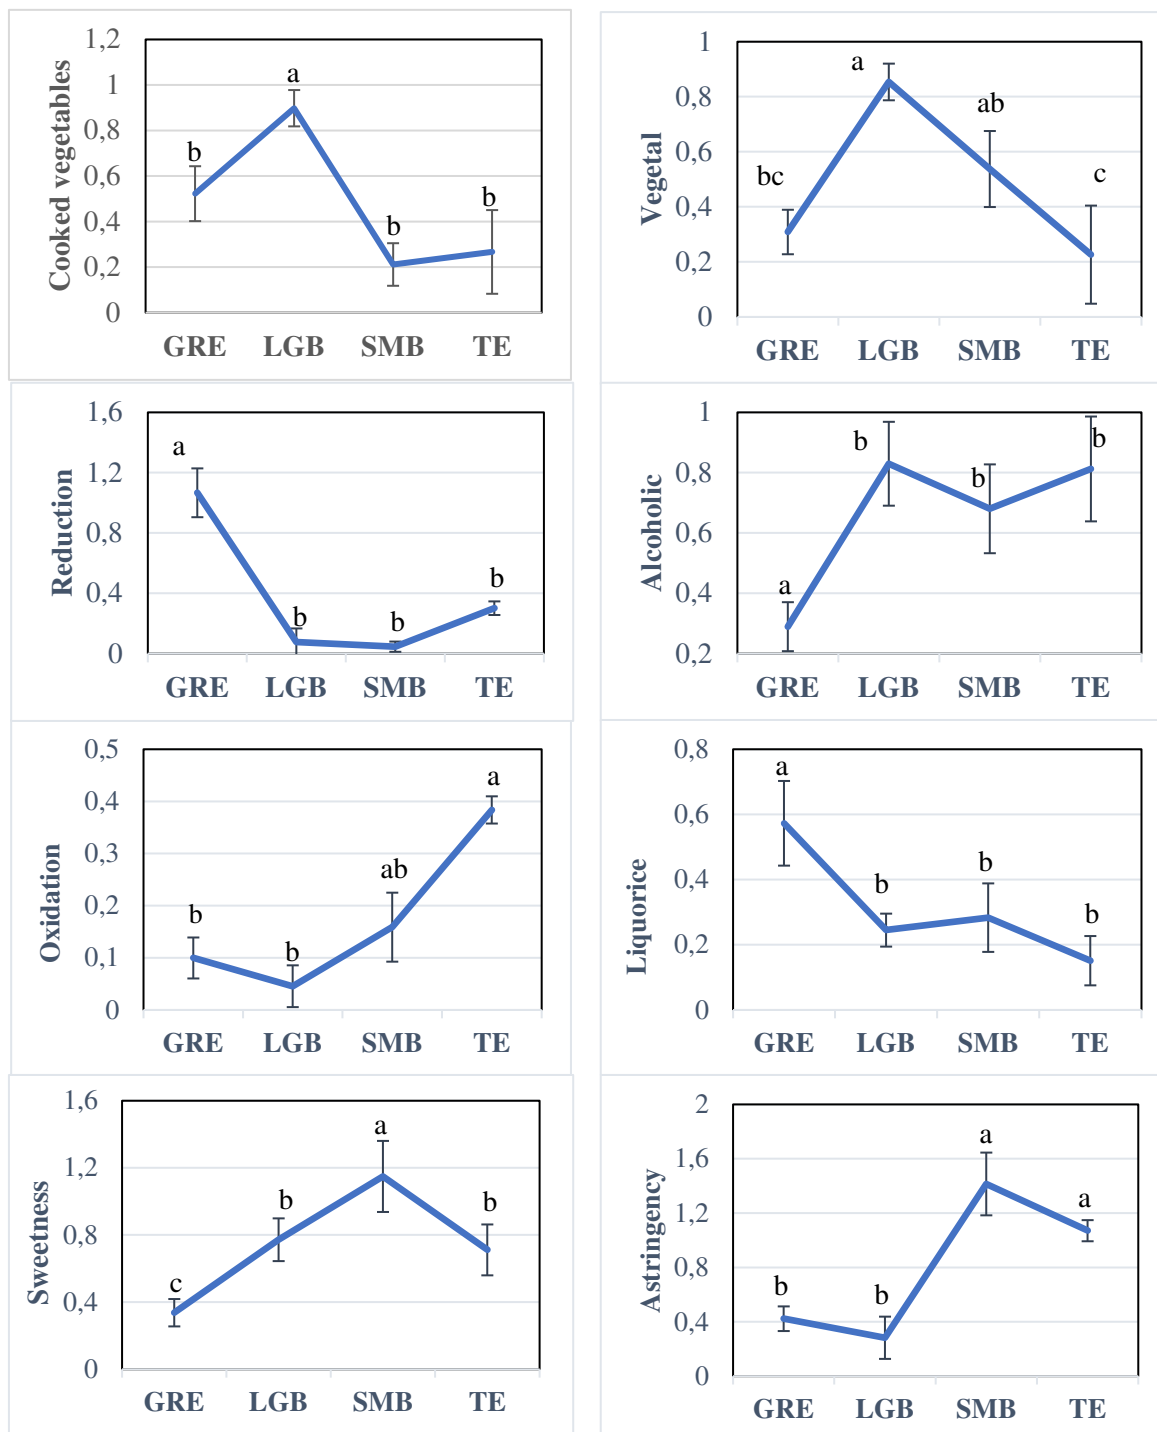 Cooked vegetables
1,2
1
0,8
0,6
0,4
0,2
0
b
a
b
b
GRE LGB SMB TE
Vegetal
1
0,8
0,6
0,4
0,2
0
bc
a
ab
c
GRE LGB SMB TE
Reduction
1,6
1,2
0,8
0,4
0
a
b
b
b
GRE LGB SMB TE
Alcoholic
1
0,8
0,6
0,4
0,2
a
b
b
b
GRE LGB SMB TE
Oxidation
0,5
0,4
0,3
0,2
0,1
0
b
b
ab
a
GRE LGB SMB TE
Liquorice
0,8
0,6
0,4
0,2
0
a
b
b
b
GRE LGB SMB TE
Sweetness
1,6
1,2
0,8
0,4
0
c
b
a
b
GRE LGB SMB TE
Astringency
2
1,6
1,2
0,8
0,4
0
b
b
a
a
GRE LGB SMB TE